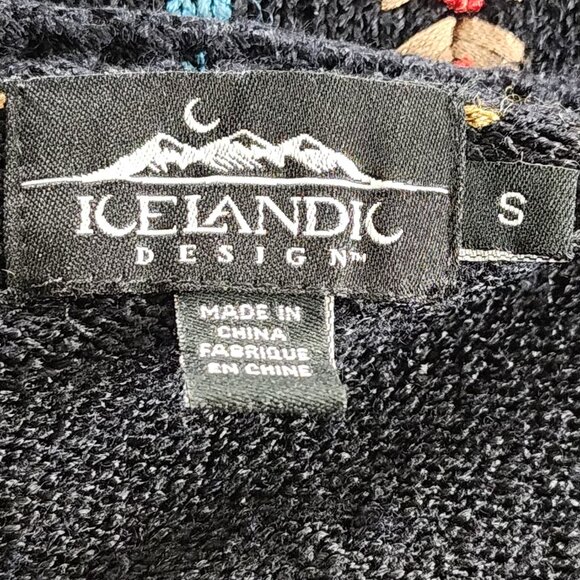 ICELANDIC
DESIGN™
S
MADE IN
CHINA
FABRIQUE
EN CHINE